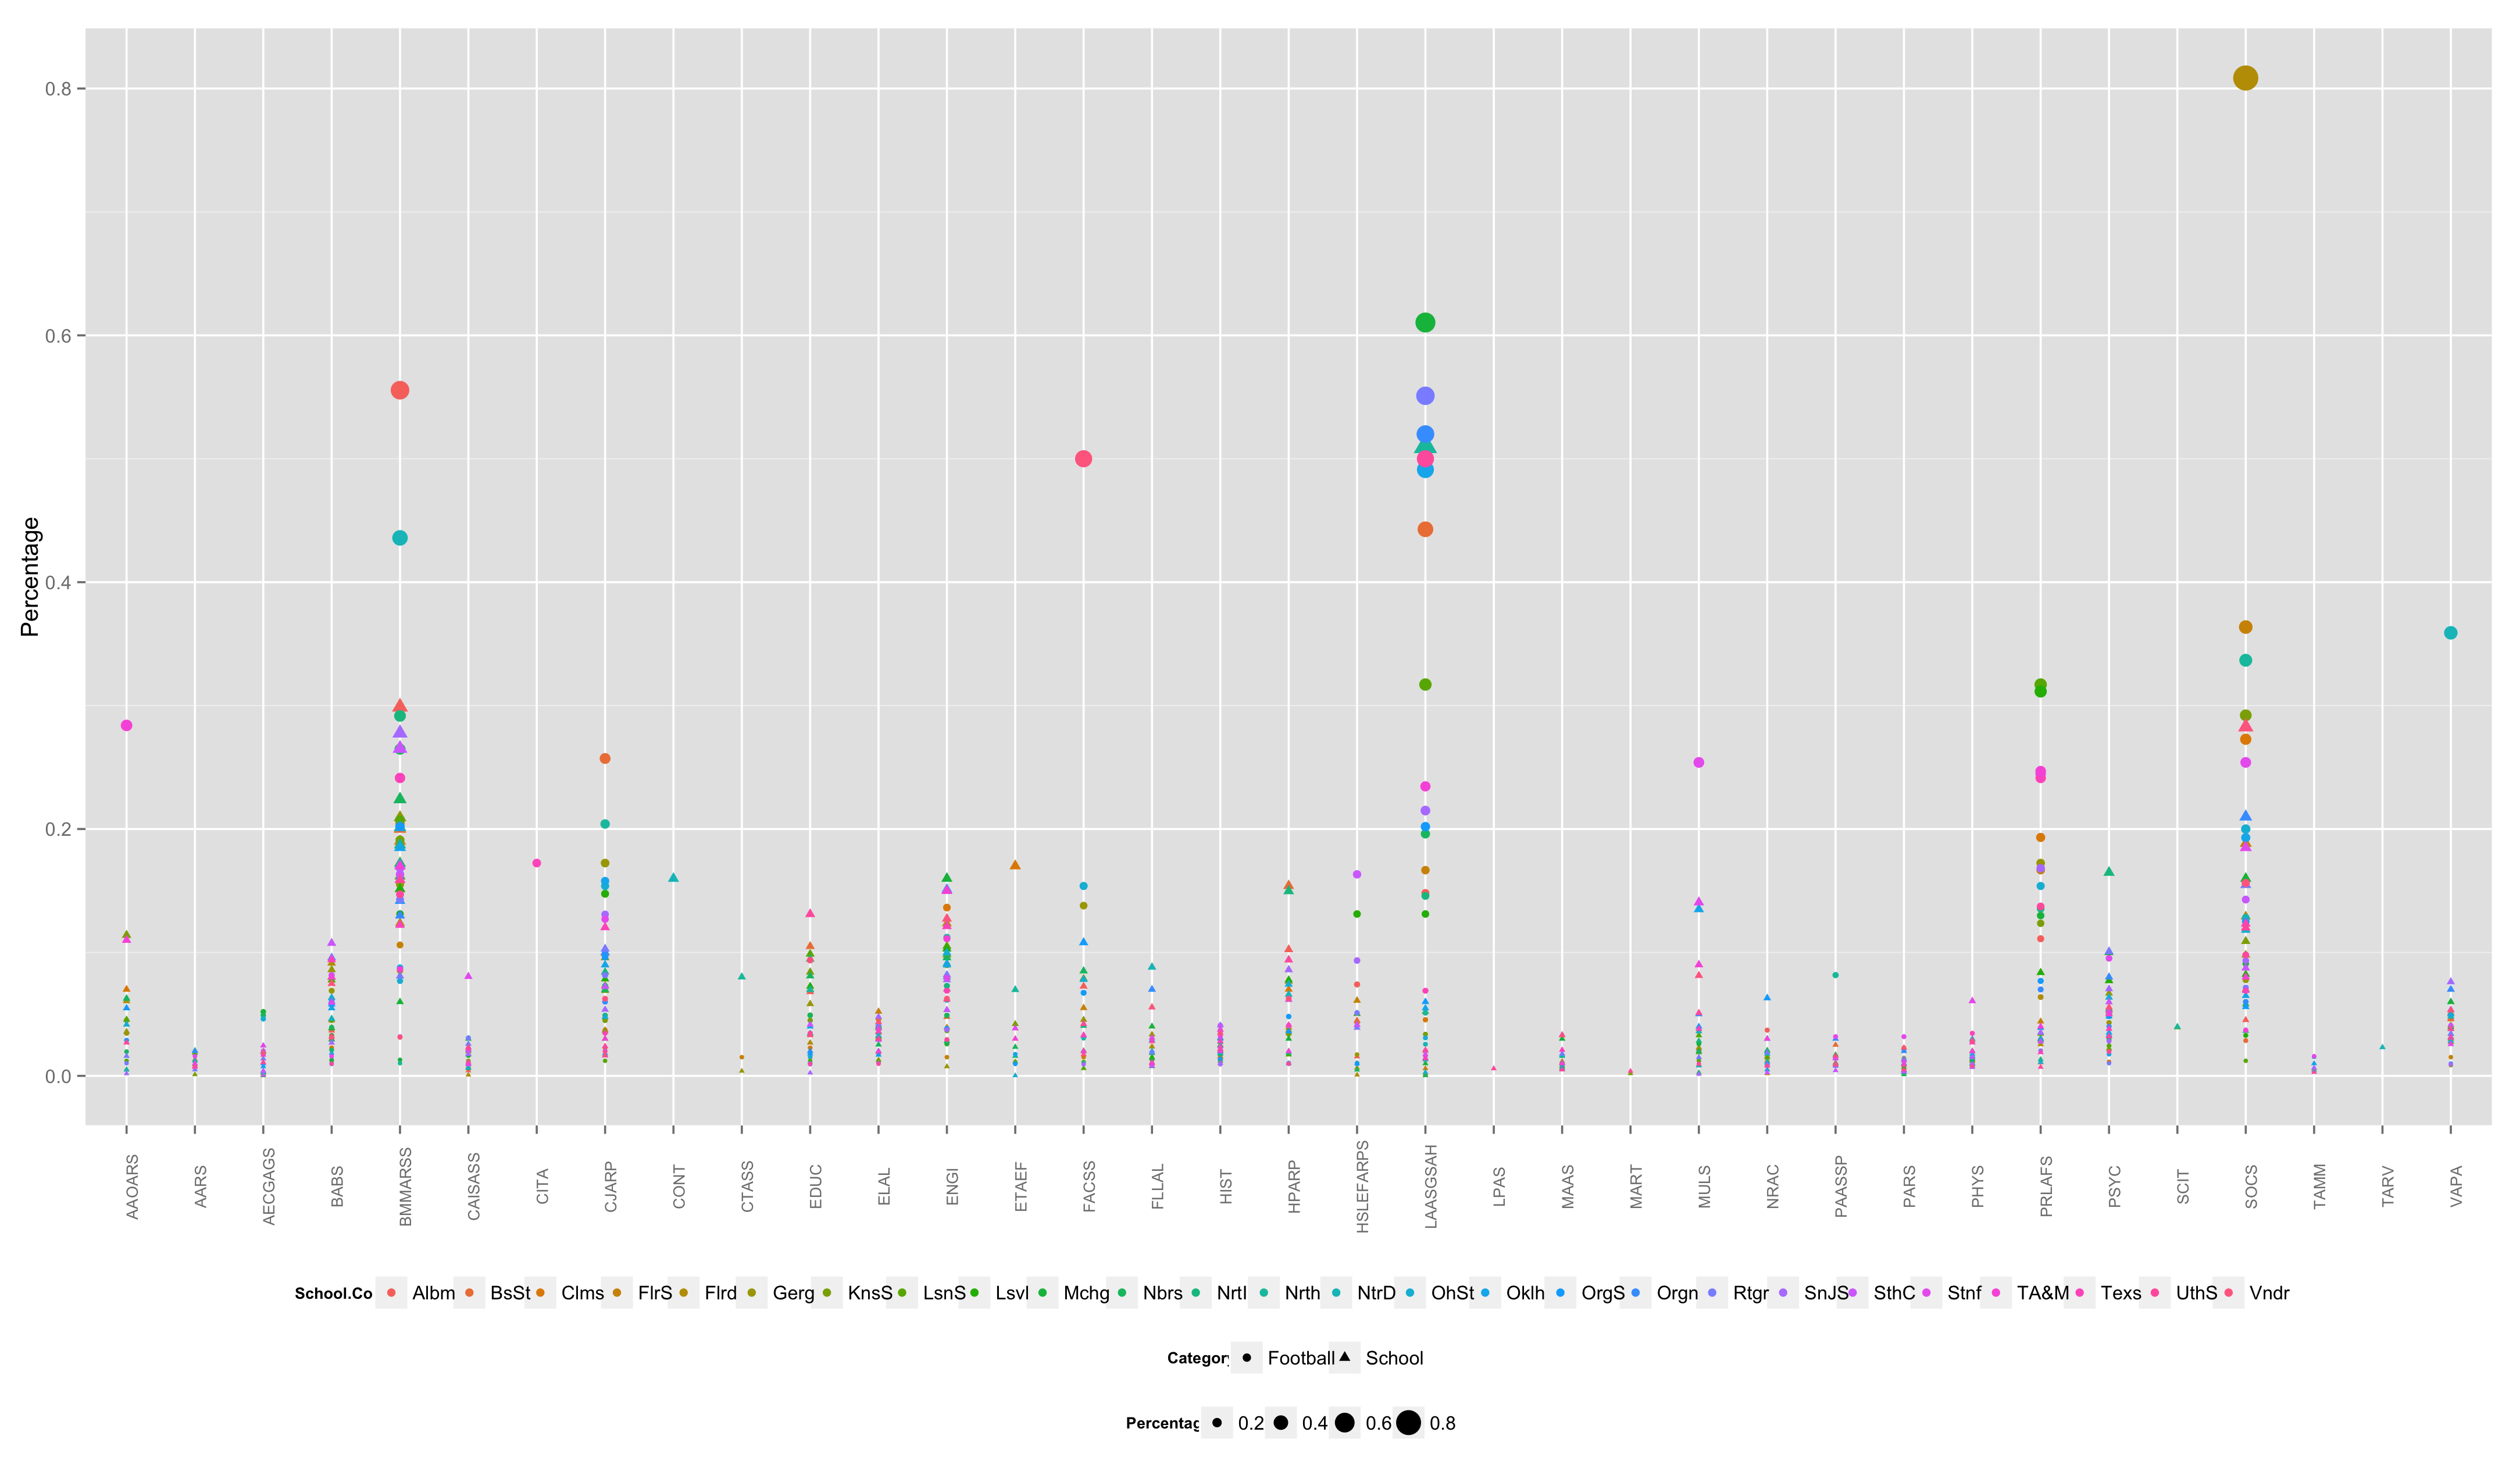 0.8
0.6
0.4
0.2
0.0
Percentage
AAOARS AARS AECGAGS BABS BMMARSS CAISASS CITA CJARP CONT CTASS EDUC ELAL ENGI ETAEF FACSS FLLAL HIST HPARP HSLEFARPS LAASGSAH LPAS MAAS MART MULS NRAC PAASSP PARS PHYS PRLAFS PSYC SCIT SOCS TAMM TARV VAPA
School.Co Albm BsSt Clms FlrS Flrd Gerg KnsS LsnS Lsvl Mchg Nbrs Nrtl Nrth NtrD OhSt Oklh OrgS Orgn Rtgr SnJS SthC Stnf TA&M Texs UthS Vndr
Category Football School
Percentag 0.2 0.4 0.6 0.8